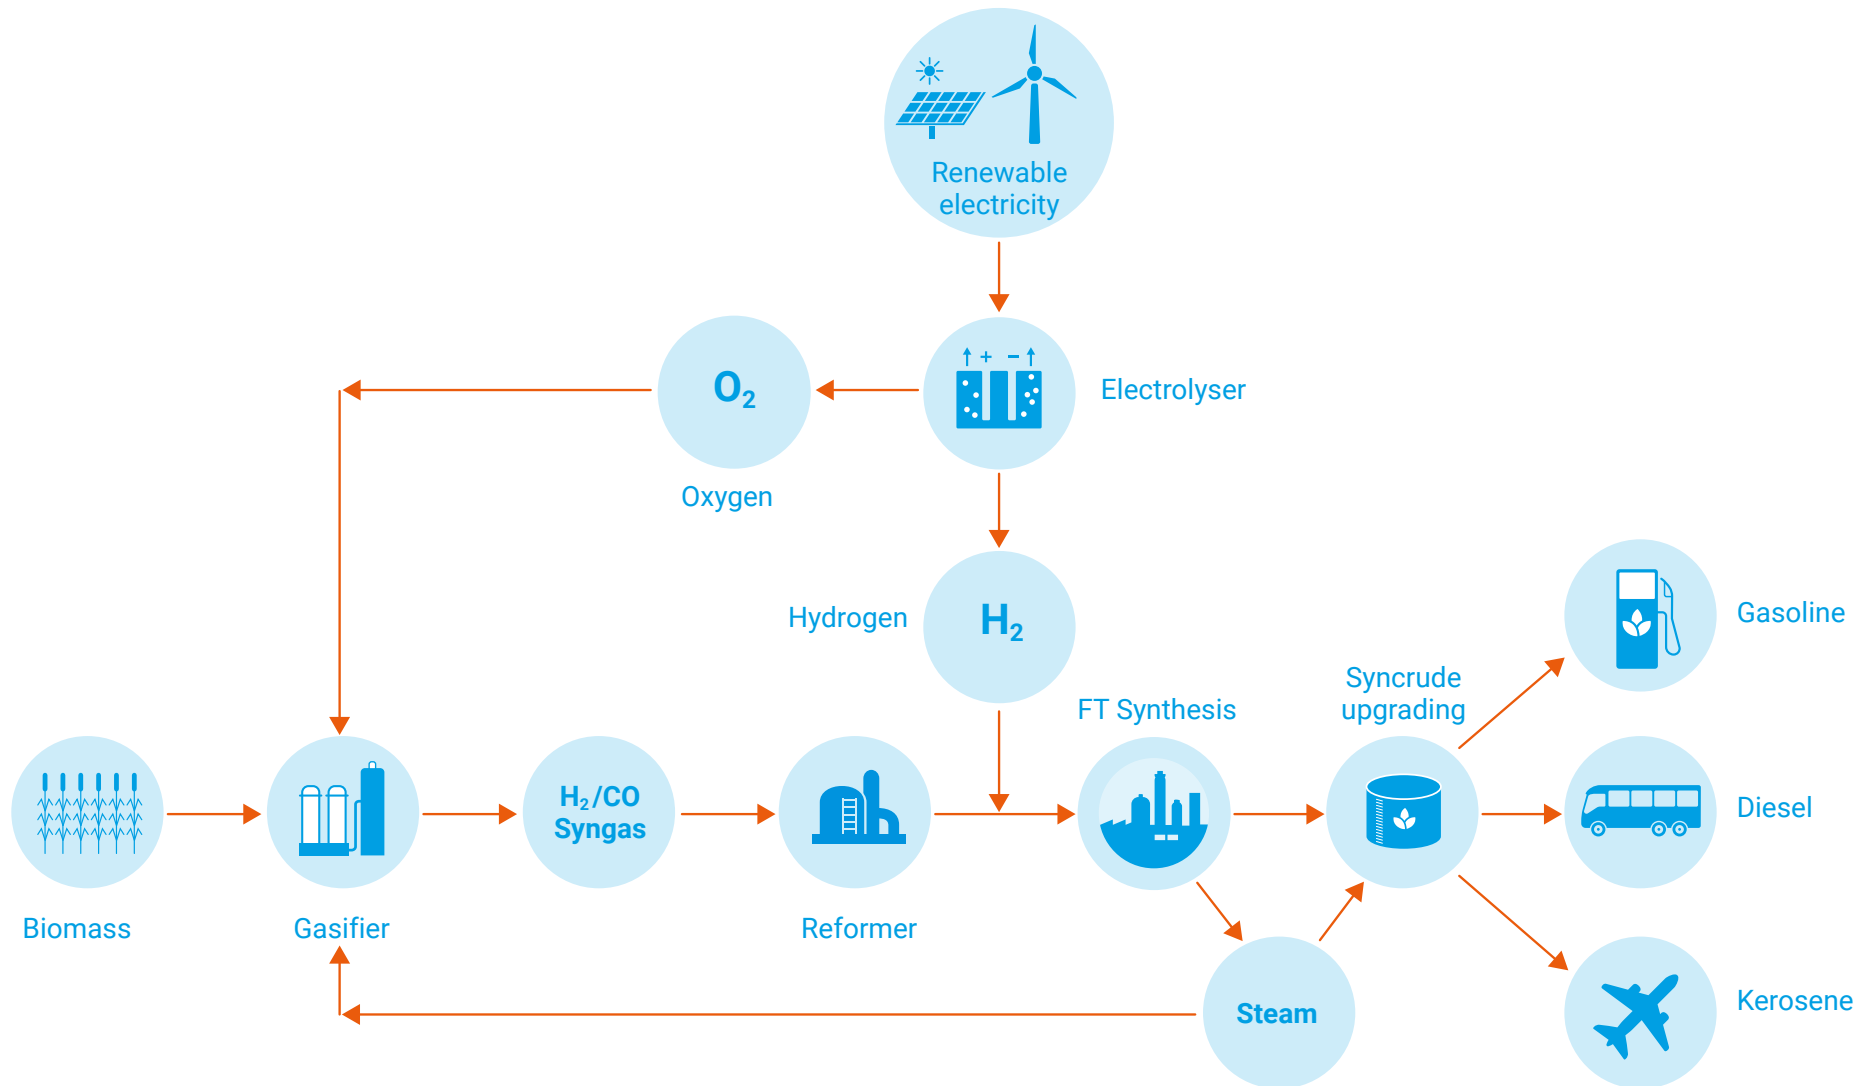 Renewable
electricity
O₂
Electrolyser
Oxygen
Hydrogen
H₂
Gasoline
Syncrude
upgrading
FT Synthesis
H₂/CO
Syngas
Diesel
Biomass
Gasifier
Reformer
Steam
Kerosene